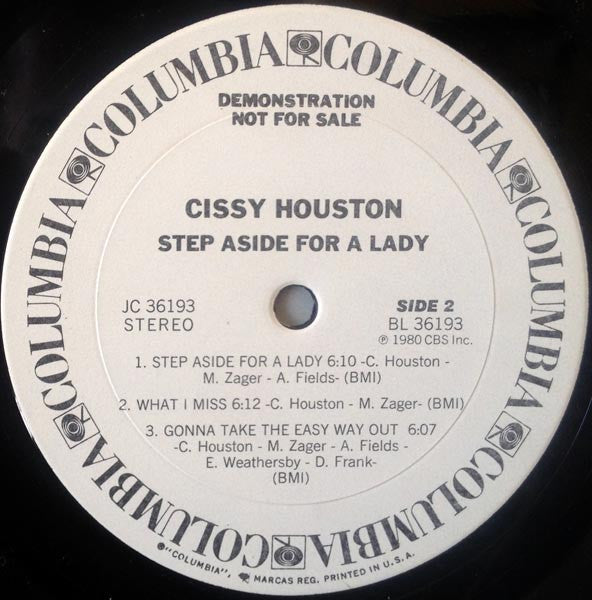 COLUMBIA COLUMBIA COLUMBIA COLUMBIA COLUMBIA COLUMBIA COLUMBIA COLUMBIA
DEMONSTRATION
NOT FOR SALE
CISSY HOUSTON
STEP ASIDE FOR A LADY
JC 36193 SIDE 2
STEREO BL 36193
℗ 1980 CBS Inc.
1. STEP ASIDE FOR A LADY 6:10 -C. Houston -
M. Zager - A. Fields- (BMI)
2. WHAT I MISS 6:12 -C. Houston - M. Zager- (BMI)
3. GONNA TAKE THE EASY WAY OUT 6:07
-C. Houston - M. Zager - A. Fields -
E. Weathersby - D. Frank-
(BMI)
"COLUMBIA", MARCAS REG. PRINTED IN U.S.A.